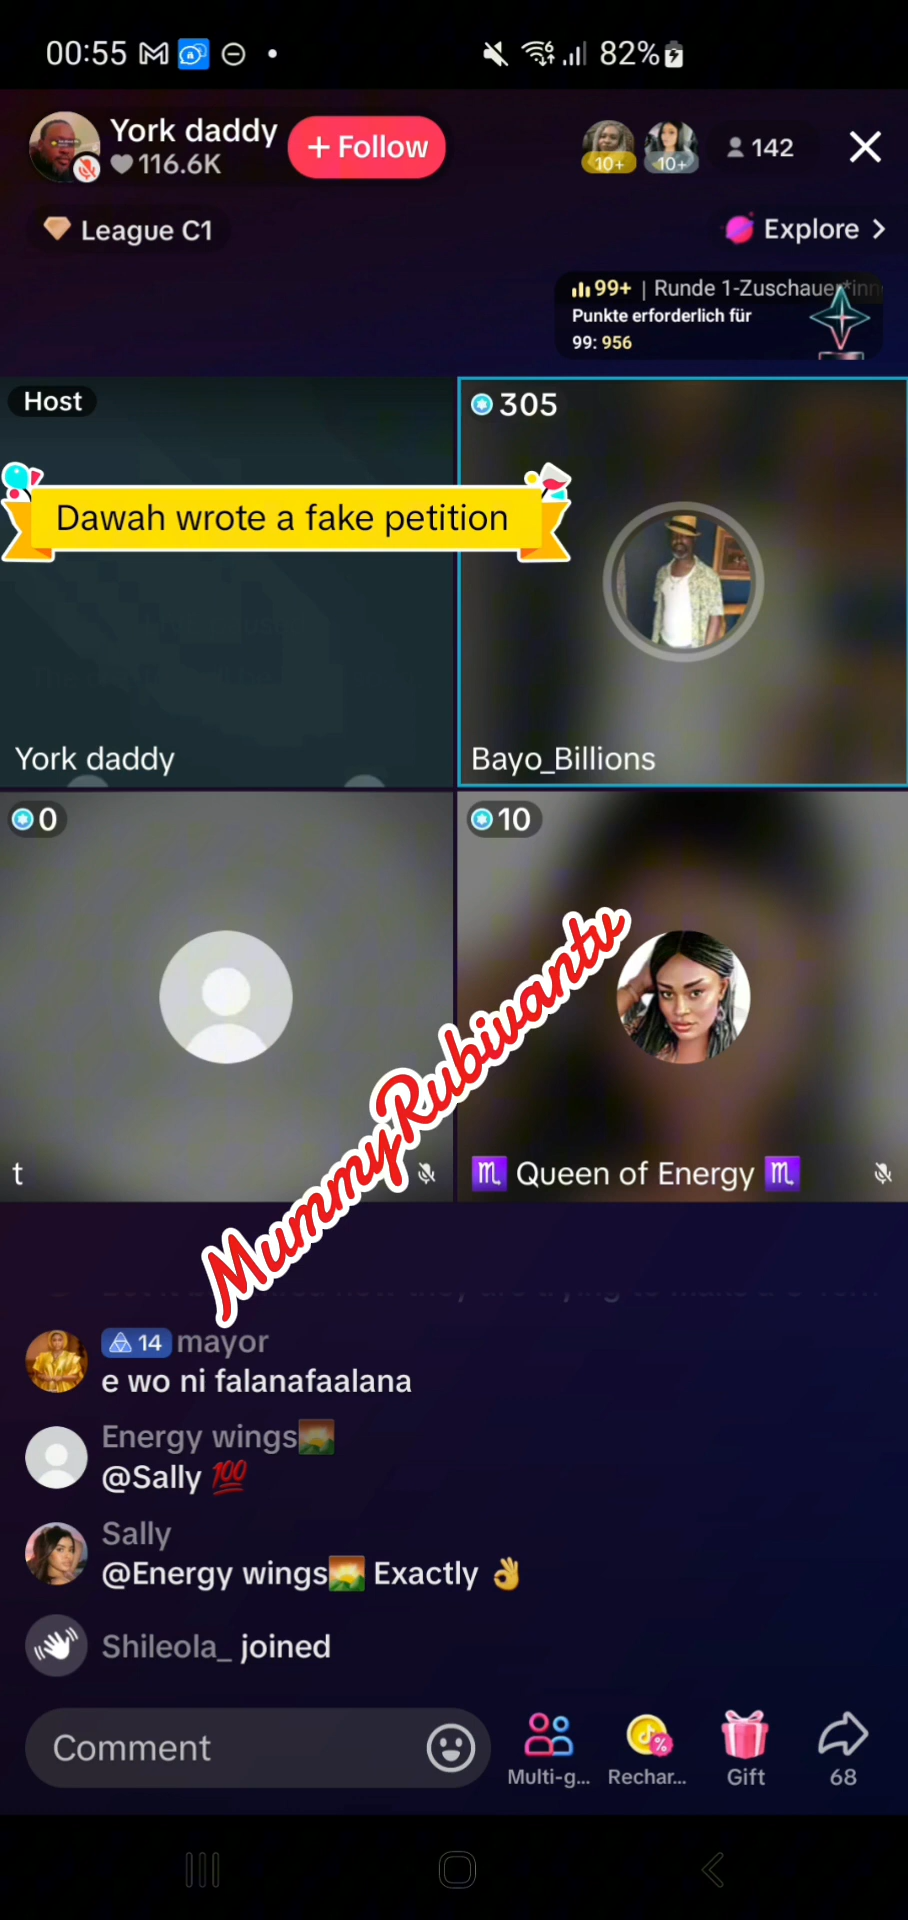 00:55
82%
York daddy
+ Follow
116.6K
10+
10+
142
League C1
Explore >
99+ | Runde 1-Zuschauer*inn
Punkte erforderlich für
99: 956
Host
305
Dawah wrote a fake petition
York daddy
Bayo_Billions
0
10
t
Queen of Energy
MummyRubivantv
14 mayor
e wo ni falanafaalana
Energy wings
@Sally 💯
Sally
@Energy wings Exactly 👌
Shileola_ joined
Comment
Multi-g...
Rechar...
Gift
68